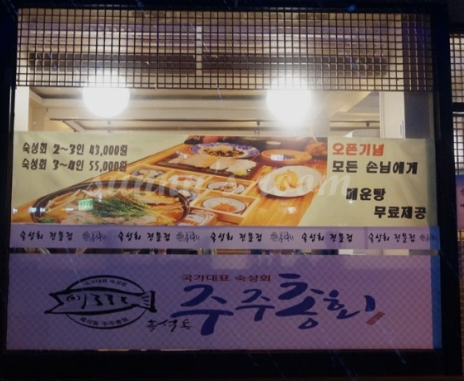 숙성회 2~3인 43,000원
숙성회 3~4인 55,000원
오픈기념
모든 손님에게
매운탕
무료제공
숙성회 전문점
숙성회 전문점
숙성회 전문점
숙성회 전문점
국가대표 숙성회
주주총회
홍석도